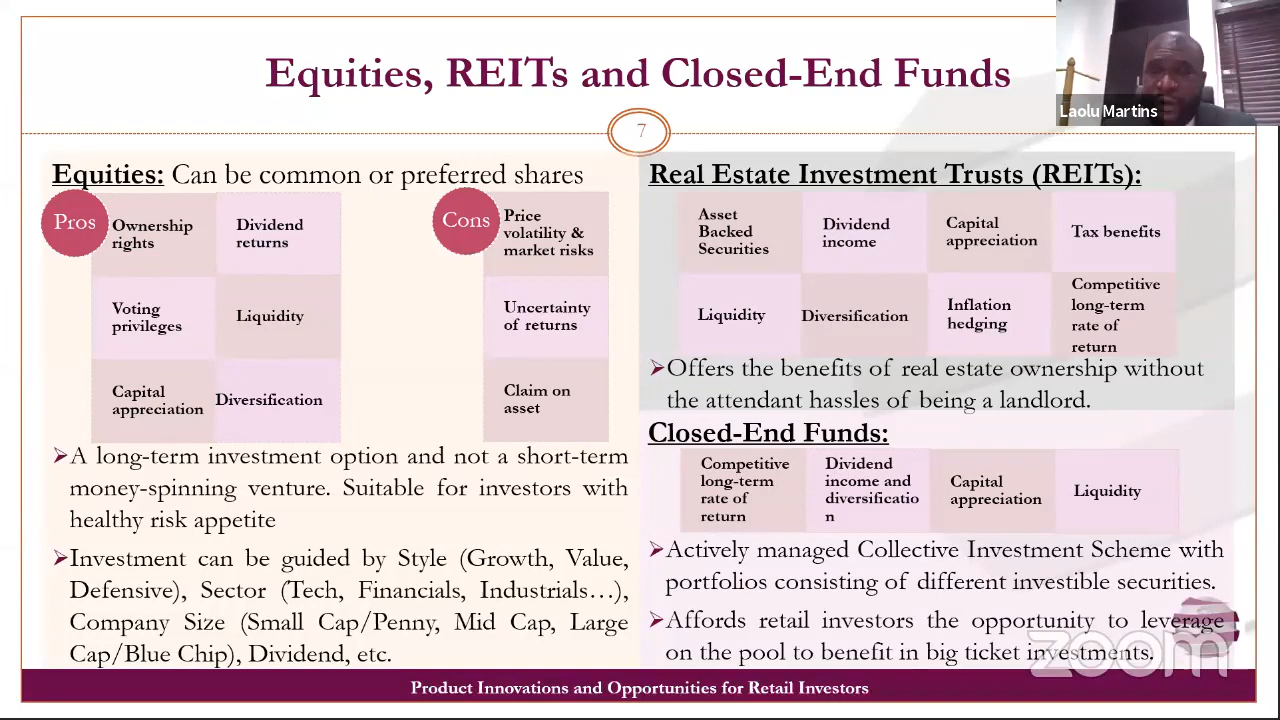 Equities, REITs and Closed-End Funds
Laolu Martins
7
Equities: Can be common or preferred shares
Pros
Ownership
rights
Dividend
returns
Voting
privileges
Liquidity
Capital
appreciation
Diversification
Cons
Price
volatility &
market risks
Uncertainty
of returns
Claim on
asset
➢A long-term investment option and not a short-term
money-spinning venture. Suitable for investors with
healthy risk appetite
➢Investment can be guided by Style (Growth, Value,
Defensive), Sector (Tech, Financials, Industrials…),
Company Size (Small Cap/Penny, Mid Cap, Large
Cap/Blue Chip), Dividend, etc.
Real Estate Investment Trusts (REITs):
Asset
Backed
Securities
Dividend
income
Capital
appreciation
Tax benefits
Liquidity
Diversification
Inflation
hedging
Competitive
long-term
rate of
return
➢Offers the benefits of real estate ownership without
the attendant hassles of being a landlord.
Closed-End Funds:
Competitive
long-term
rate of
return
Dividend
income and
diversificatio
n
Capital
appreciation
Liquidity
➢Actively managed Collective Investment Scheme with
portfolios consisting of different investible securities.
➢Affords retail investors the opportunity to leverage
on the pool to benefit in big ticket investments.
zoom
Product Innovations and Opportunities for Retail Investors